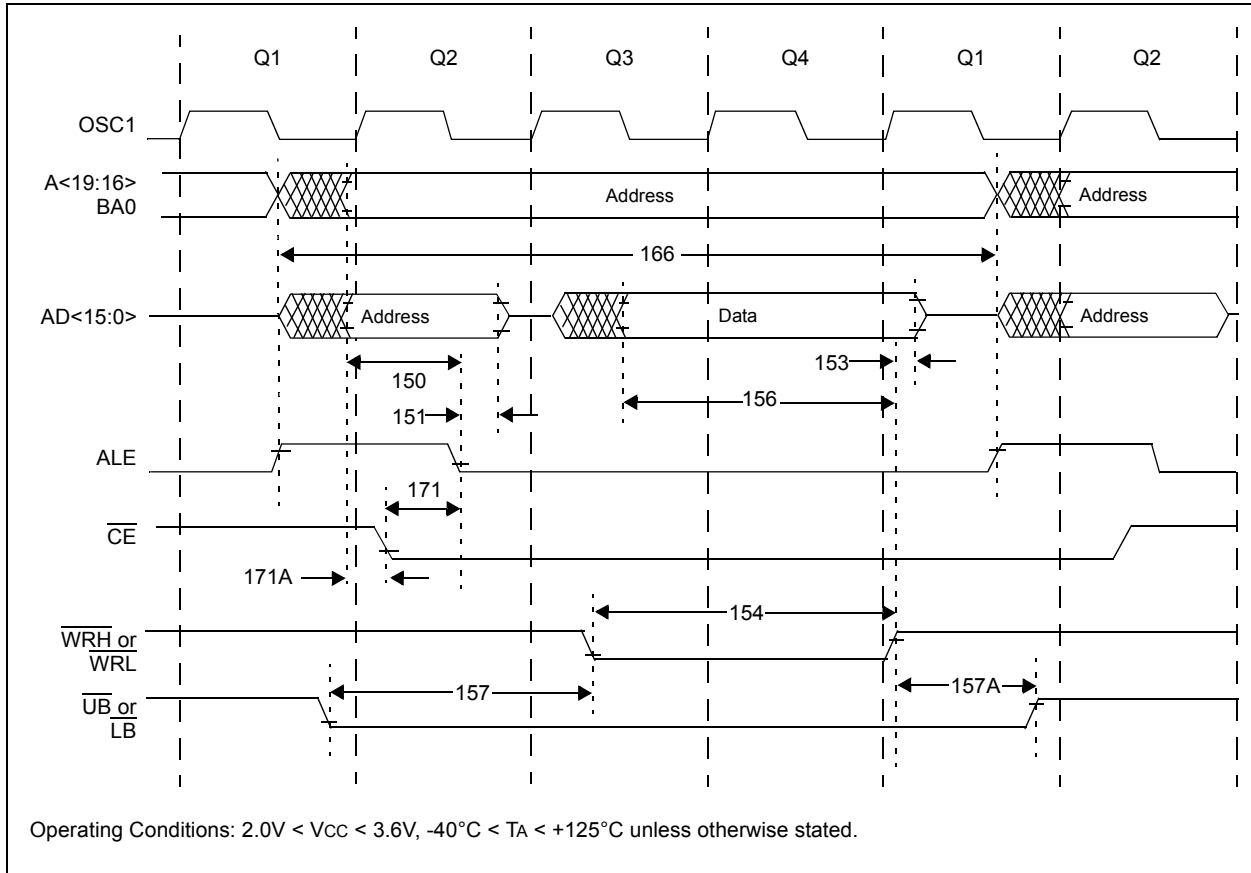 Q1 Q2 Q3 Q4 Q1 Q2
OSC1
A<19:16>
BA0
Address Address
166
AD<15:0>
Address Data Address
153
150
156
151
ALE
171
CE
171A
154
WRH or
WRL
157 157A
UB or
LB
Operating Conditions: 2.0V < VCC < 3.6V, -40°C < TA < +125°C unless otherwise stated.